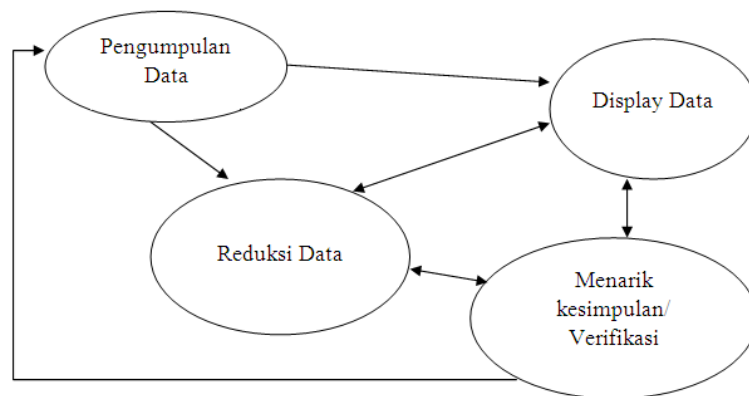 Pengumpulan
Data
Display Data
Reduksi Data
Menarik
kesimpulan/
Verifikasi